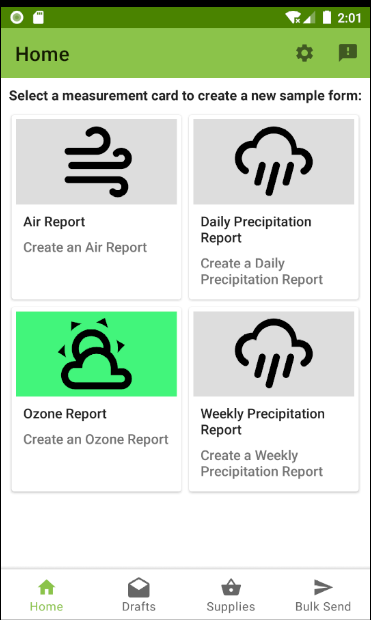 2:01
Home
Select a measurement card to create a new sample form:
Air Report
Create an Air Report
Daily Precipitation
Report
Create a Daily
Precipitation Report
Ozone Report
Create an Ozone Report
Weekly Precipitation
Report
Create a Weekly
Precipitation Report
Home
Drafts
Supplies
Bulk Send